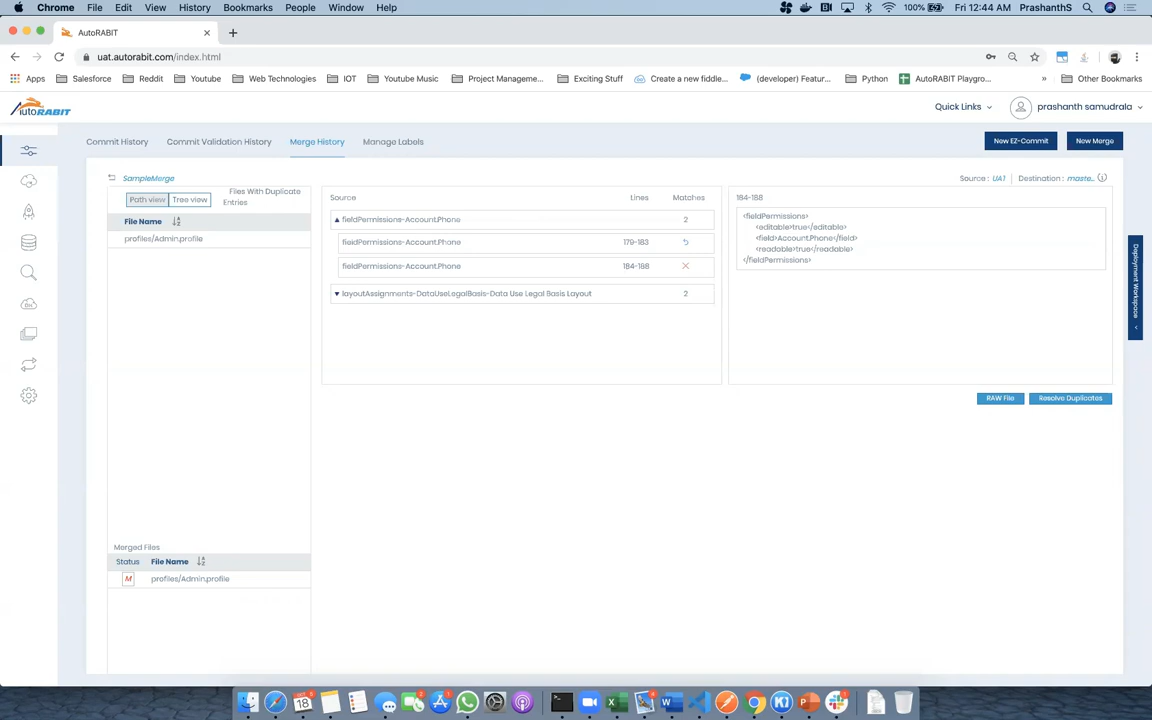 Chrome File Edit View History Bookmarks People Window Help 100% Fri 12:44 AM PrashanthS
AutoRABIT
uat.autorabit.com/index.html
Apps Salesforce Reddit Youtube Web Technologies IOT Youtube Music Project Manageme... Exciting Stuff Create a new fiddle... (developer) Featur... Python AutoRABIT Playgro... » Other Bookmarks
AutoRABIT Quick Links prashanth samudrala
Commit History Commit Validation History Merge History Manage Labels New EZ-Commit New Merge
SampleMerge Source : UA1 Destination : maste...
Path view Tree view Files With Duplicate Entries
File Name
profiles/Admin.profile
Source Lines Matches
fieldPermissions-Account.Phone 2
fieldPermissions-Account.Phone 179-183
fieldPermissions-Account.Phone 184-188
layoutAssignments-DataUseLegalBasis-Data Use Legal Basis Layout 2
184-188
<fieldPermissions>
<editable>true</editable>
<field>Account.Phone</field>
<readable>true</readable>
</fieldPermissions>
Deployment Workspace
RAW File Resolve Duplicates
Merged Files
Status File Name
M profiles/Admin.profile